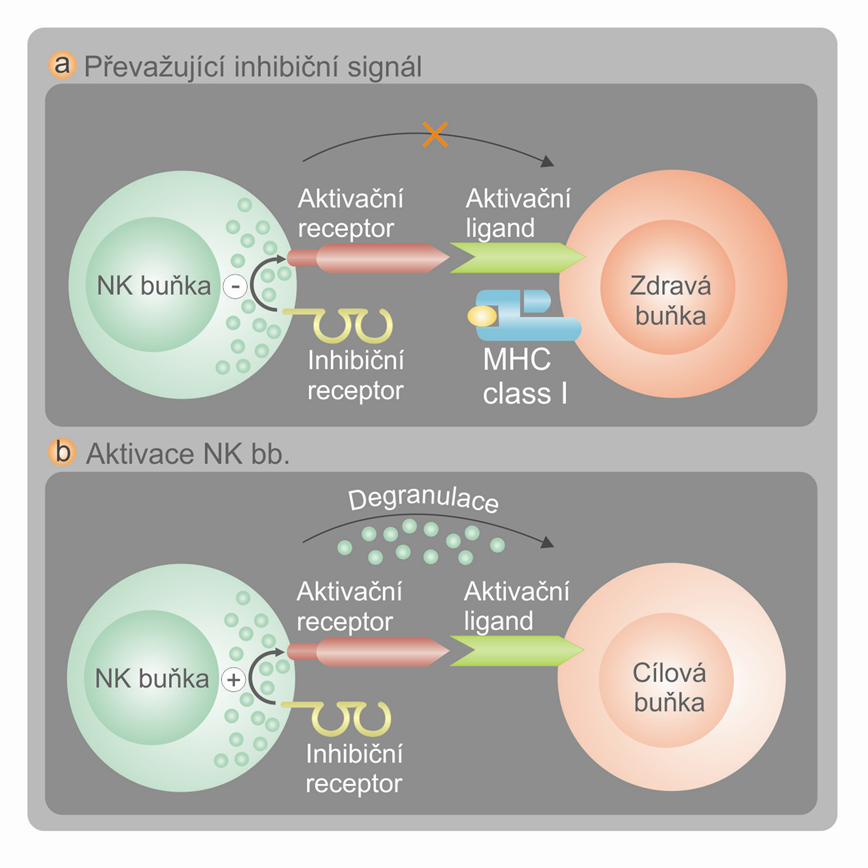 a Převažující inhibiční signál
Aktivační
receptor
Aktivační
ligand
NK buňka
-
Zdravá
buňka
Inhibiční
receptor
MHC
class I
b Aktivace NK bb.
Degranulace
Aktivační
receptor
Aktivační
ligand
NK buňka
+
Cílová
buňka
Inhibiční
receptor